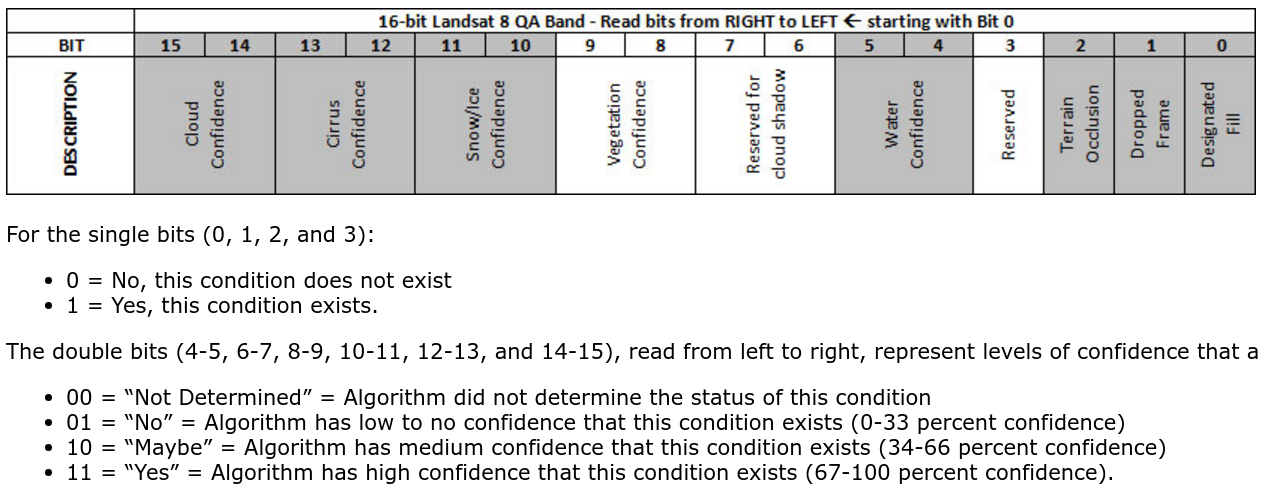 16-bit Landsat 8 QA Band - Read bits from RIGHT to LEFT ← starting with Bit 0
BIT 15 14 13 12 11 10 9 8 7 6 5 4 3 2 1 0
DESCRIPTION
Cloud
Confidence
Cirrus
Confidence
Snow/Ice
Confidence
Vegetation
Confidence
Reserved for
cloud shadow
Water
Confidence
Reserved
Terrain
Occlusion
Dropped
Frame
Designated
Fill
For the single bits (0, 1, 2, and 3):
• 0 = No, this condition does not exist
• 1 = Yes, this condition exists.
The double bits (4-5, 6-7, 8-9, 10-11, 12-13, and 14-15), read from left to right, represent levels of confidence that a
• 00 = “Not Determined” = Algorithm did not determine the status of this condition
• 01 = “No” = Algorithm has low to no confidence that this condition exists (0-33 percent confidence)
• 10 = “Maybe” = Algorithm has medium confidence that this condition exists (34-66 percent confidence)
• 11 = “Yes” = Algorithm has high confidence that this condition exists (67-100 percent confidence).